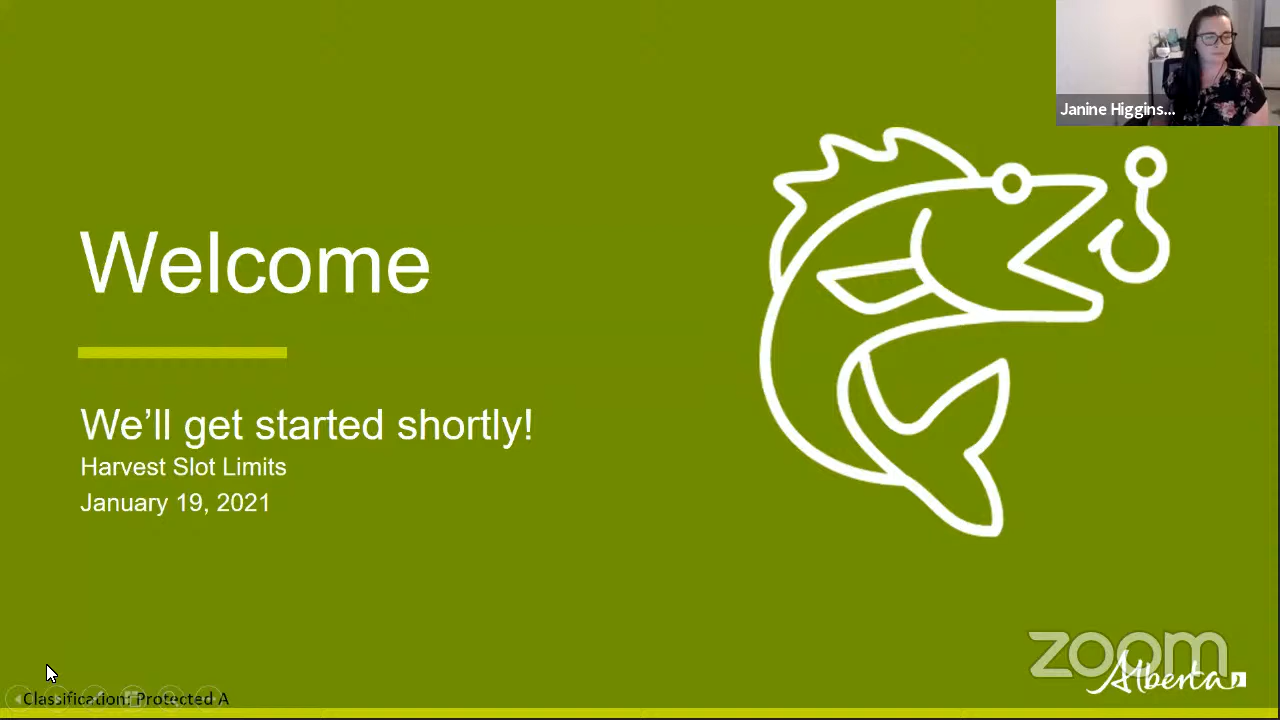 Janine Higgins...
Welcome
We'll get started shortly!
Harvest Slot Limits
January 19, 2021
zoom
Alberta
Classification: Protected A